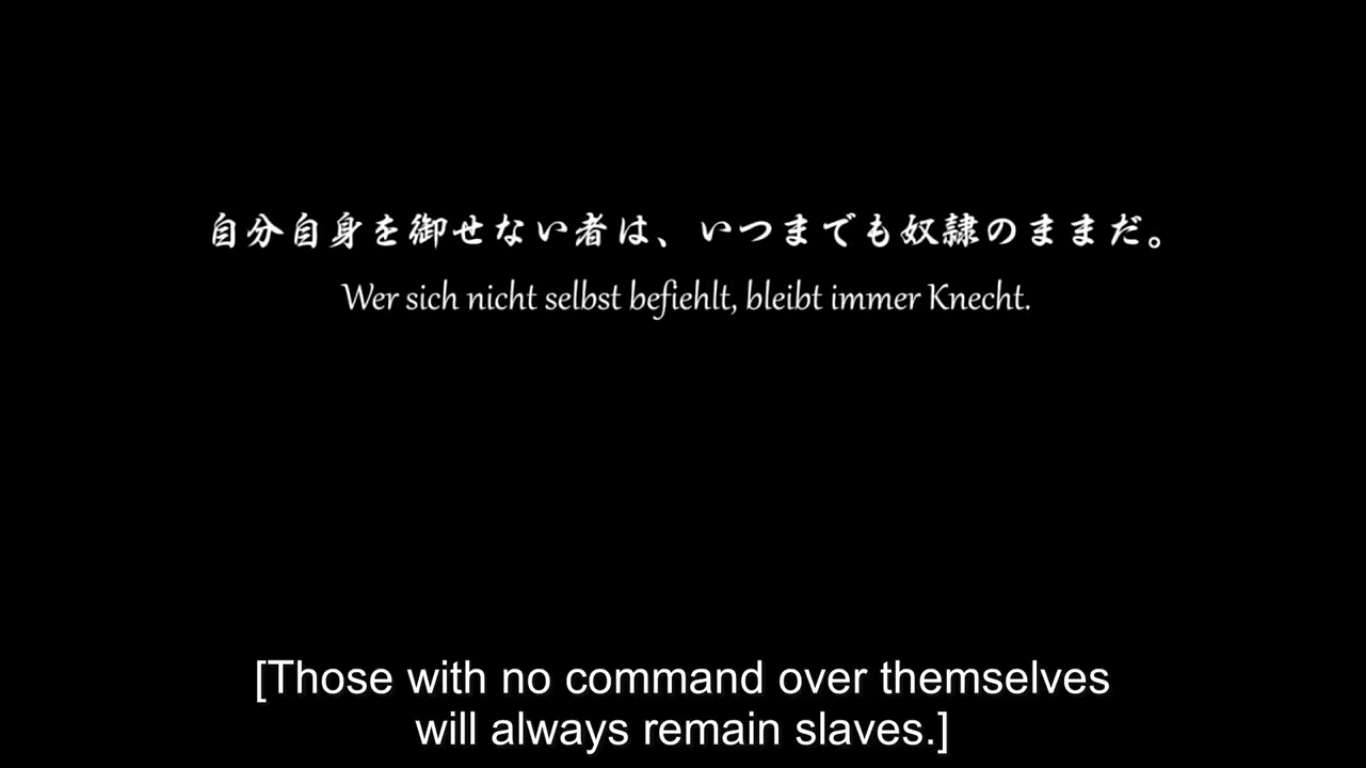 自分自身を御せない者は、いつまでも奴隷のままだ。
Wer sich nicht selbst befiehlt, bleibt immer Knecht.
[Those with no command over themselves
will always remain slaves.]